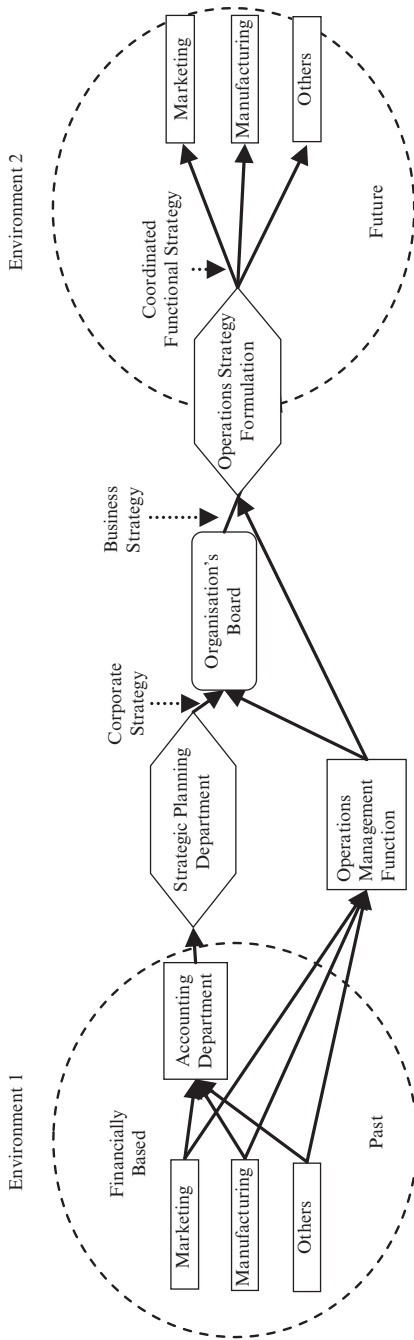 Environment 1
Financially
Based
Marketing
Manufacturing
Others
Past
Accounting
Department
Strategic Planning
Department
Corporate
Strategy
Operations
Management
Function
Organisation's
Board
Business
Strategy
Operations Strategy
Formulation
Coordinated
Functional Strategy
Environment 2
Marketing
Manufacturing
Others
Future